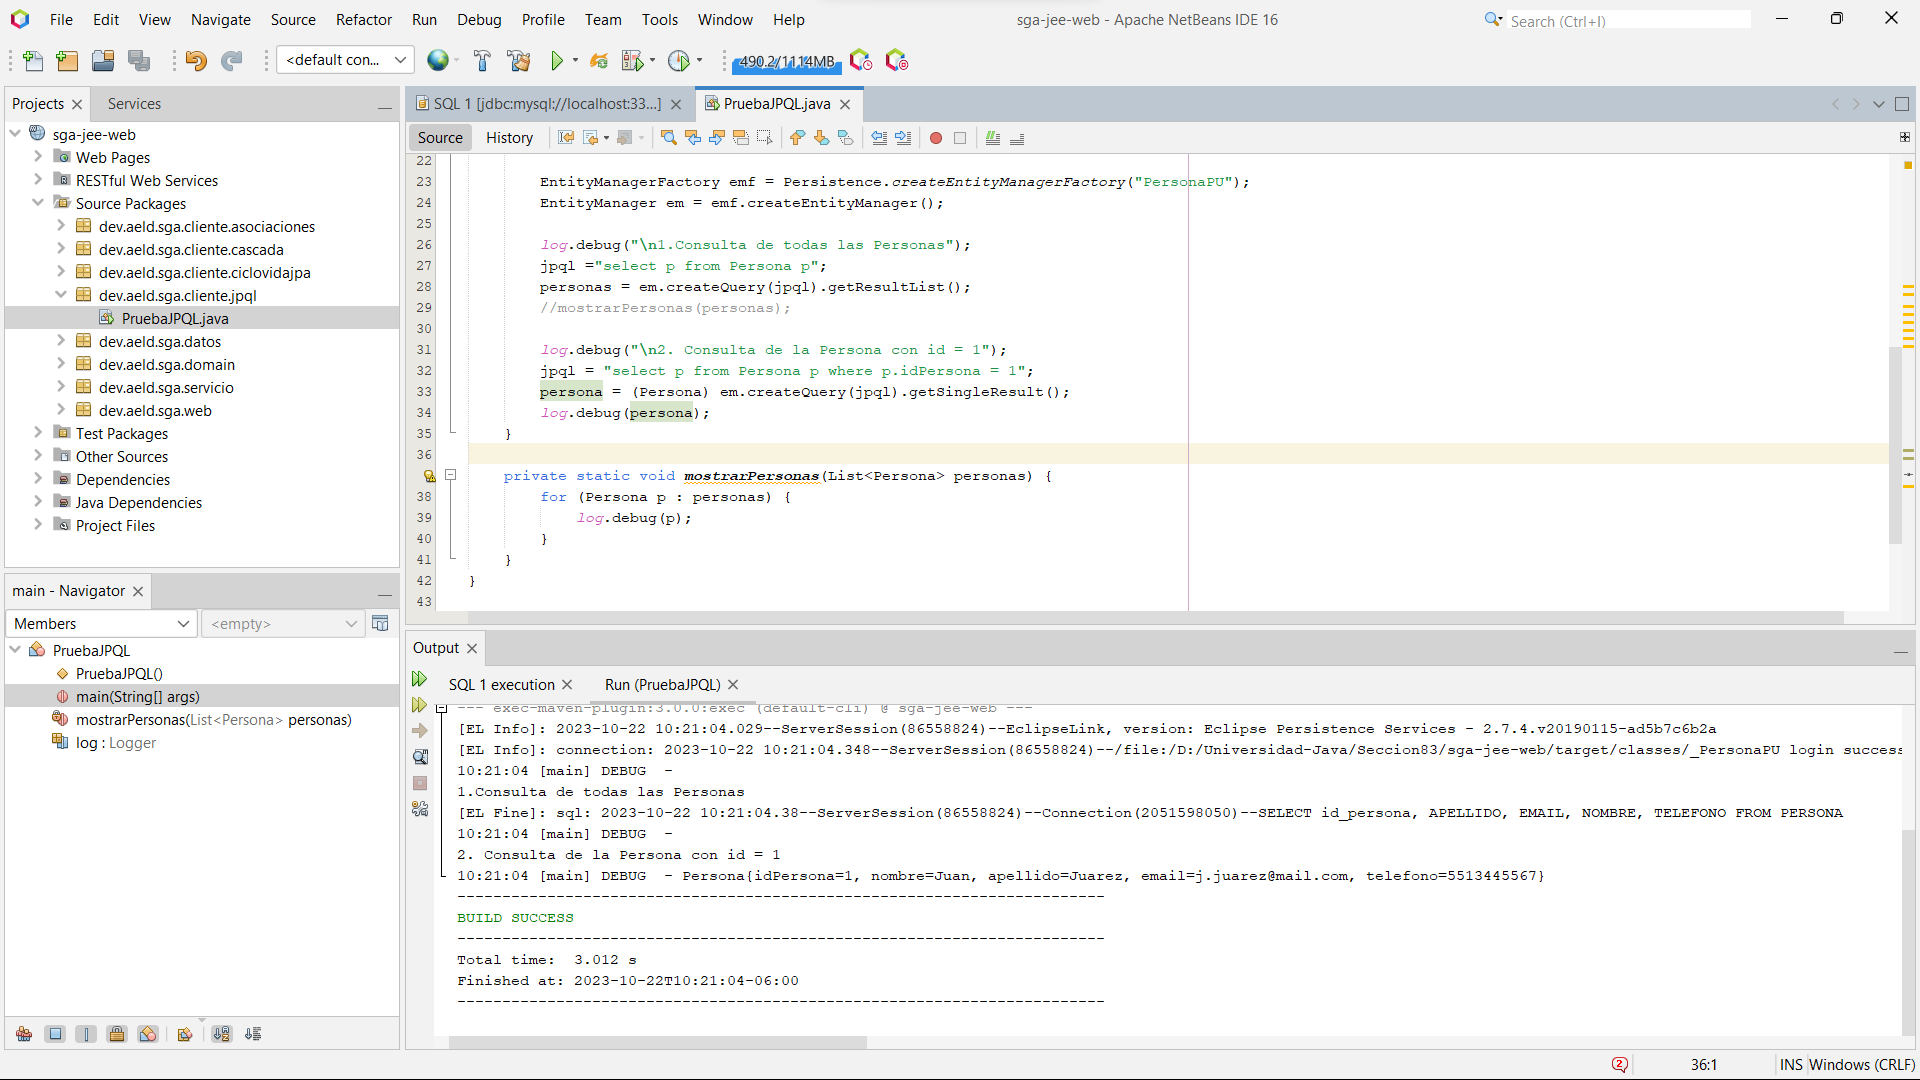 File Edit View Navigate Source Refactor Run Debug Profile Team Tools Window Help
sga-jee-web - Apache NetBeans IDE 16
Search (Ctrl+I)
<default con...
490.2/1114MB
Projects
Services
sga-jee-web
Web Pages
RESTful Web Services
Source Packages
dev.aeld.sga.cliente.asociaciones
dev.aeld.sga.cliente.cascada
dev.aeld.sga.cliente.ciclovidajpa
dev.aeld.sga.cliente.jpql
PruebaJPQL.java
dev.aeld.sga.datos
dev.aeld.sga.domain
dev.aeld.sga.servicio
dev.aeld.sga.web
Test Packages
Other Sources
Dependencies
Java Dependencies
Project Files
main - Navigator
Members
<empty>
PruebaJPQL
PruebaJPQL()
main(String[] args)
mostrarPersonas(List<Persona> personas)
log : Logger
SQL 1 [jdbc:mysql://localhost:33...]
PruebaJPQL.java
Source History
22
23 EntityManagerFactory emf = Persistence.createEntityManagerFactory("PersonaPU");
24 EntityManager em = emf.createEntityManager();
25
26 log.debug("\n1.Consulta de todas las Personas");
27 jpql ="select p from Persona p";
28 personas = em.createQuery(jpql).getResultList();
29 //mostrarPersonas(personas);
30
31 log.debug("\n2. Consulta de la Persona con id = 1");
32 jpql = "select p from Persona p where p.idPersona = 1";
33 persona = (Persona) em.createQuery(jpql).getSingleResult();
34 log.debug(persona);
35 }
36
private static void mostrarPersonas(List<Persona> personas) {
38 for (Persona p : personas) {
39 log.debug(p);
40 }
41 }
42 }
43
Output
SQL 1 execution
Run (PruebaJPQL)
--- exec-maven-plugin:3.0.0:exec (default-cli) @ sga-jee-web ---
[EL Info]: 2023-10-22 10:21:04.029--ServerSession(86558824)--EclipseLink, version: Eclipse Persistence Services - 2.7.4.v20190115-ad5b7c6b2a
[EL Info]: connection: 2023-10-22 10:21:04.348--ServerSession(86558824)--/file:/D:/Universidad-Java/Seccion83/sga-jee-web/target/classes/_PersonaPU login success
10:21:04 [main] DEBUG  -
1.Consulta de todas las Personas
[EL Fine]: sql: 2023-10-22 10:21:04.38--ServerSession(86558824)--Connection(2051598050)--SELECT id_persona, APELLIDO, EMAIL, NOMBRE, TELEFONO FROM PERSONA
10:21:04 [main] DEBUG  -
2. Consulta de la Persona con id = 1
10:21:04 [main] DEBUG  - Persona{idPersona=1, nombre=Juan, apellido=Juarez, email=j.juarez@mail.com, telefono=5513445567}
------------------------------------------------------------------------
BUILD SUCCESS
------------------------------------------------------------------------
Total time:  3.012 s
Finished at: 2023-10-22T10:21:04-06:00
------------------------------------------------------------------------
2
36:1
INS
Windows (CRLF)